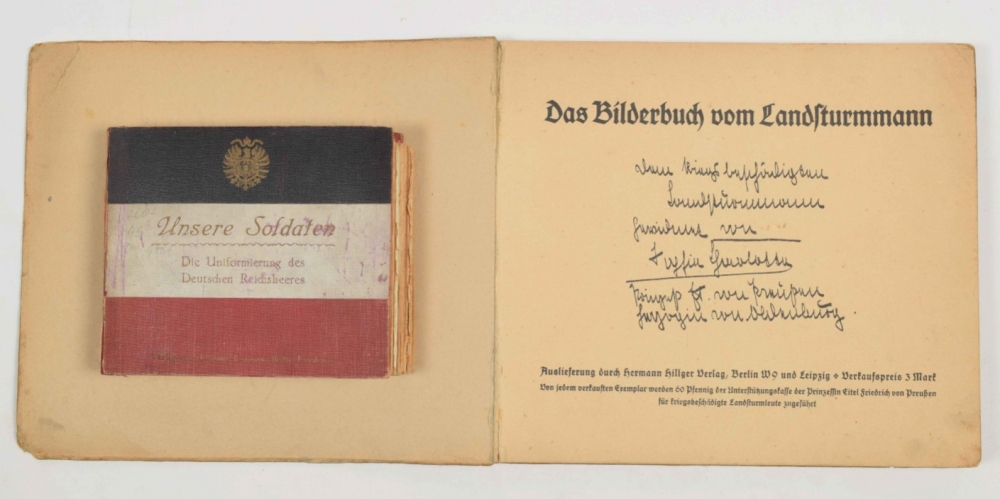 Unsere Soldaten
Die Uniformierung des
Deutschen Reichsheeres
Das Bilderbuch vom Landsturmmann
Dem kriegsbeschädigten
Landsturmmann
gewidmet von
Sophie Charlotte
Prinzeß
von Preußen
Herzogin von Oldenburg.
Auslieferung durch Hermann Hillger Verlag, Berlin W 9 und Leipzig + Verkaufspreis 3 Mark
Von jedem verkauften Exemplar werden 60 Pfennig der Unterstützungskasse der Prinzessin Eitel Friedrich von Preußen
für kriegsbeschädigte Landsturmleute zugeführt